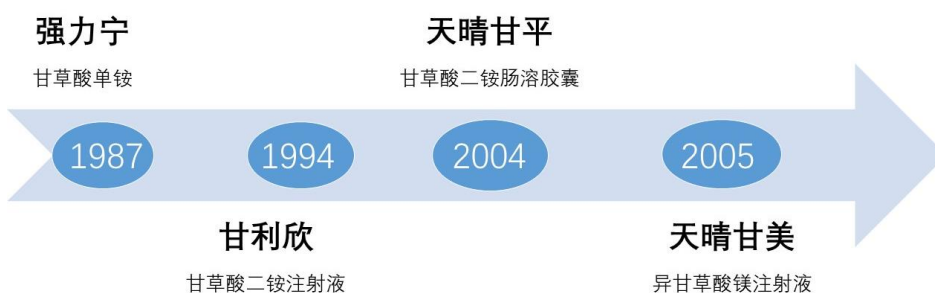 强力宁
甘草酸单铵
天晴甘平
甘草酸二铵肠溶胶囊
1987
1994
2004
2005
甘利欣
甘草酸二铵注射液
天晴甘美
异甘草酸镁注射液